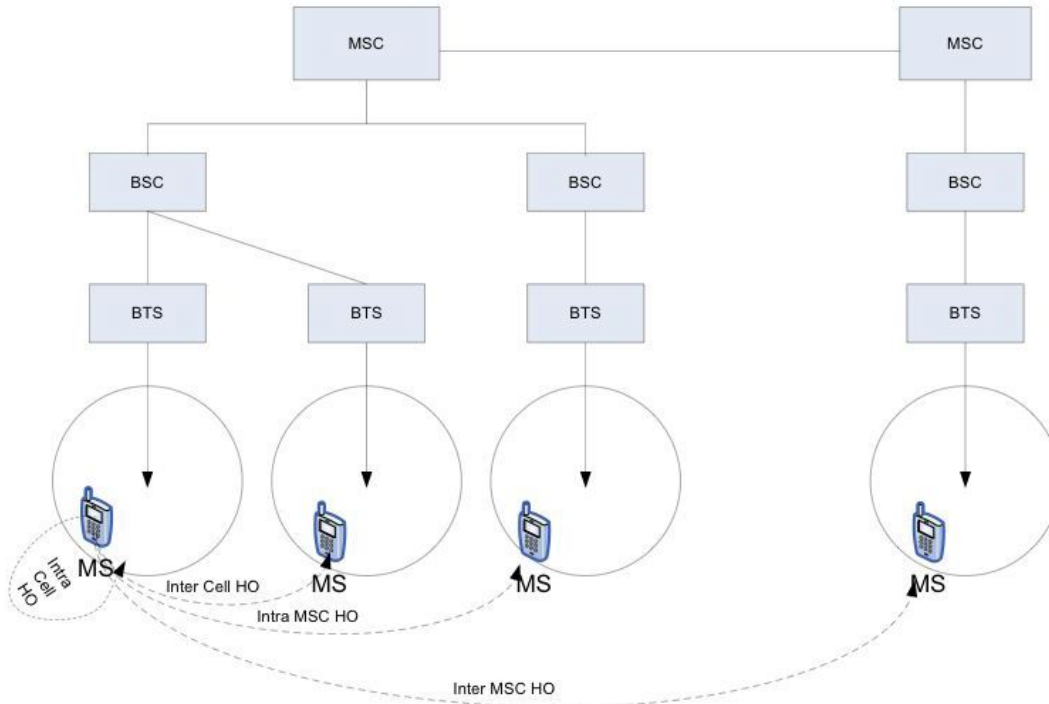 MSC
MSC
BSC
BSC
BSC
BTS
BTS
BTS
BTS
Intra
Cell
HO
MS
MS
MS
MS
Inter Cell HO
Intra MSC HO
Inter MSC HO